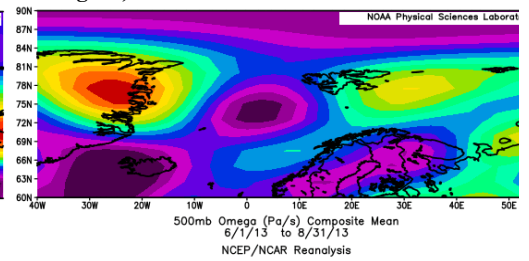 NOAA Physical Sciences Laborat
90N
87N
84N
81N
78N
75N
72N
69N
66N
63N
60N
40W 30W 20W 10W 0 10E 20E 30E 40E 50E
500mb Omega (Pa/s) Composite Mean
6/1/13 to 8/31/13
NCEP/NCAR Reanalysis